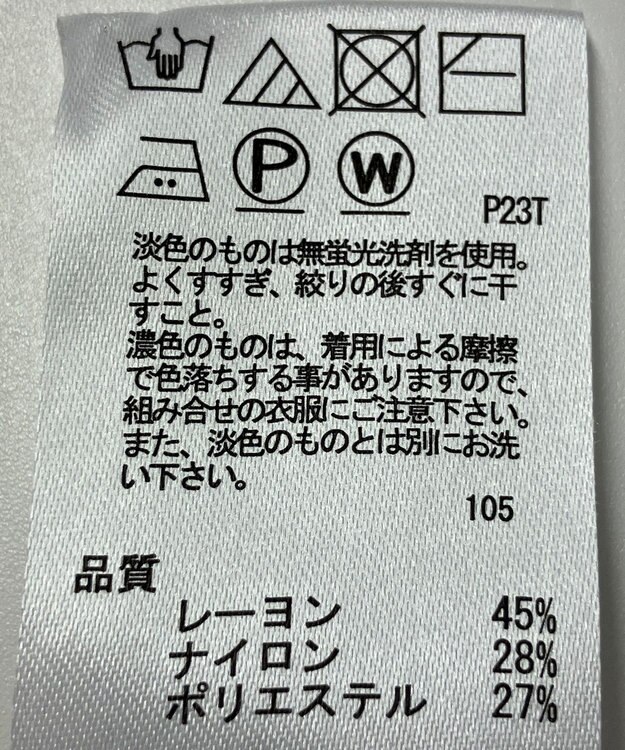 P W
P23T
淡色のものは無蛍光洗剤を使用。
よくすすぎ、絞りの後すぐに干
すこと。
濃色のものは、着用による摩擦
で色落ちする事がありますので、
組み合せの衣服にご注意下さい。
また、淡色のものとは別にお洗
い下さい。
105
品質
レーヨン 45%
ナイロン 28%
ポリエステル 27%